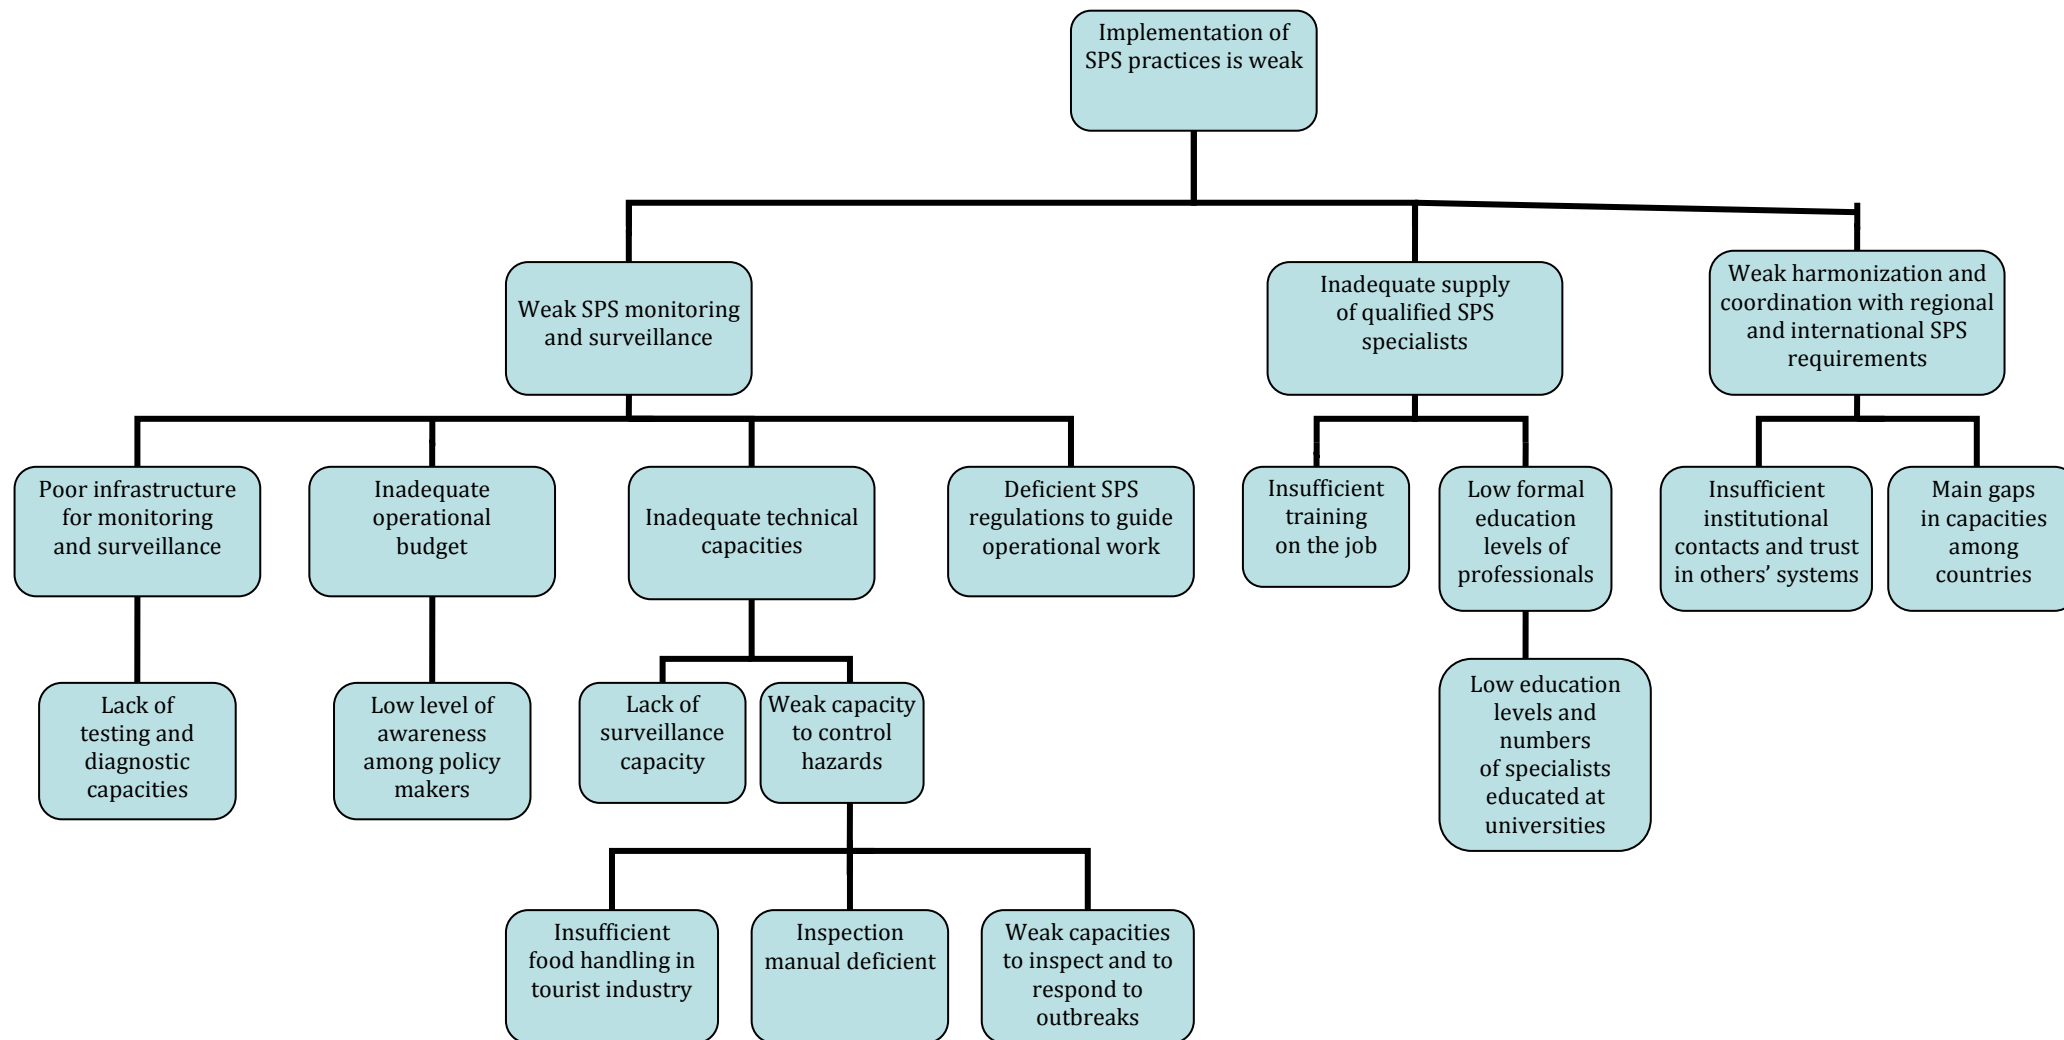 Implementation of
SPS practices is weak
Weak SPS monitoring
and surveillance
Inadequate supply
of qualified SPS
specialists
Weak harmonization and
coordination with regional
and international SPS
requirements
Poor infrastructure
for monitoring
and surveillance
Inadequate
operational
budget
Inadequate technical
capacities
Deficient SPS
regulations to guide
operational work
Insufficient
training
on the job
Low formal
education
levels of
professionals
Insufficient
institutional
contacts and trust
in others’ systems
Main gaps
in capacities
among
countries
Lack of
testing and
diagnostic
capacities
Low level of
awareness
among policy
makers
Lack of
surveillance
capacity
Weak capacity
to control
hazards
Low education
levels and
numbers
of specialists
educated at
universities
Insufficient
food handling in
tourist industry
Inspection
manual deficient
Weak capacities
to inspect and to
respond to
outbreaks